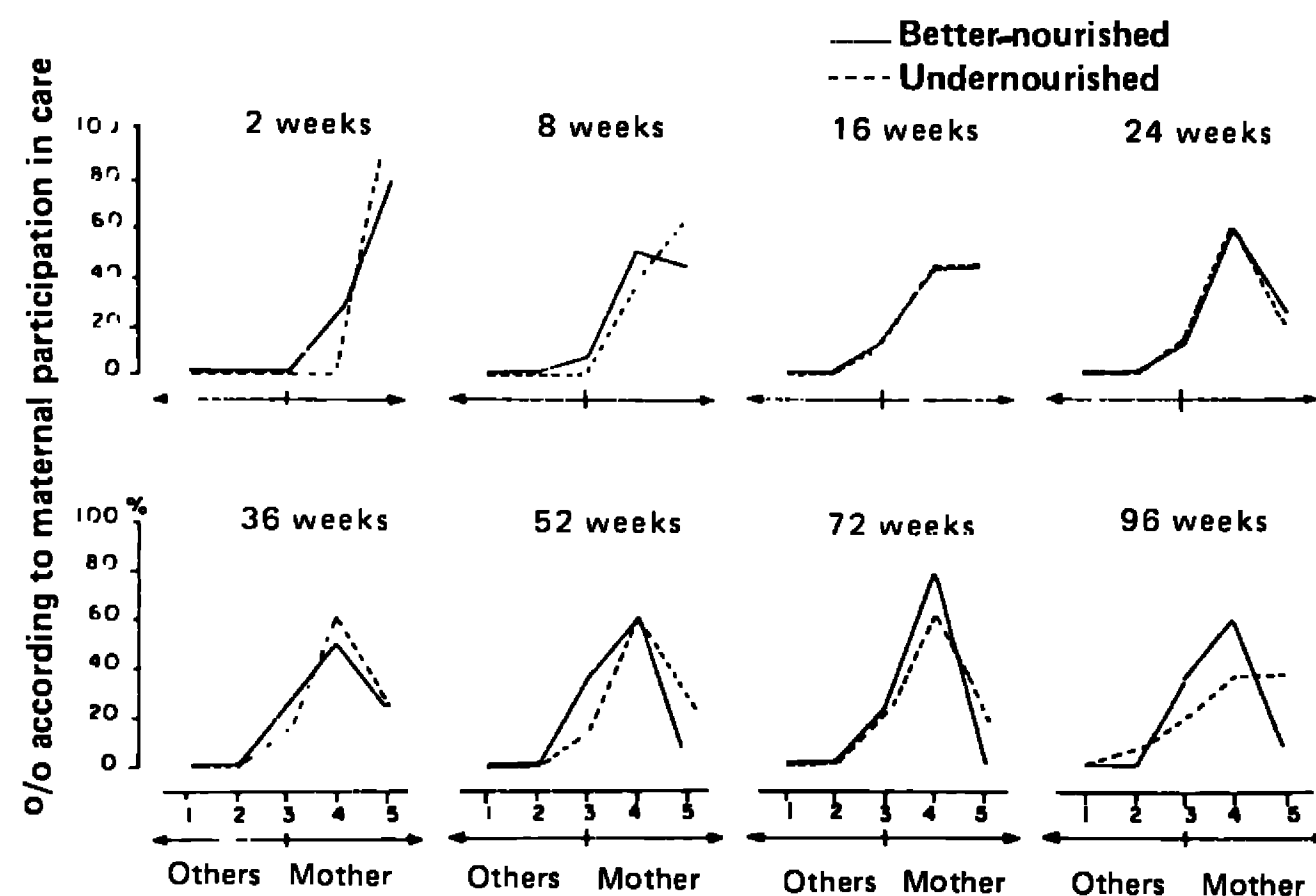 Better-nourished
Undernourished
%o according to maternal participation in care
2 weeks
8 weeks
16 weeks
24 weeks
80
60
40
20
0
36 weeks
52 weeks
72 weeks
96 weeks
100 %
80
60
40
20
0
1 2 3 4 5
1 2 3 4 5
1 2 3 4 5
1 2 3 4 5
Others Mother
Others Mother
Others Mother
Others Mother